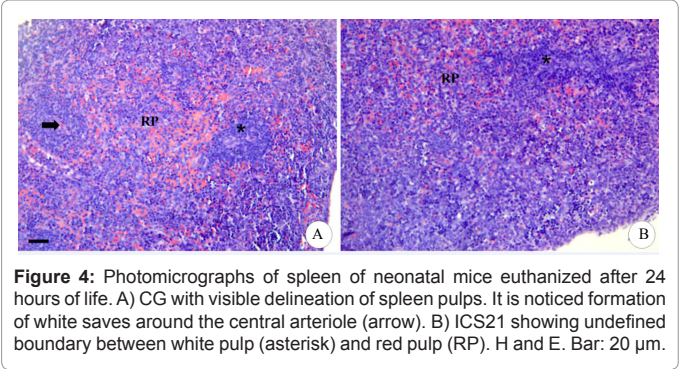 RP
*
A
RP
*
B
Figure 4: Photomicrographs of spleen of neonatal mice euthanized after 24
hours of life. A) CG with visible delineation of spleen pulps. It is noticed formation
of white saves around the central arteriole (arrow). B) ICS21 showing undefined
boundary between white pulp (asterisk) and red pulp (RP). H and E. Bar: 20 µm.